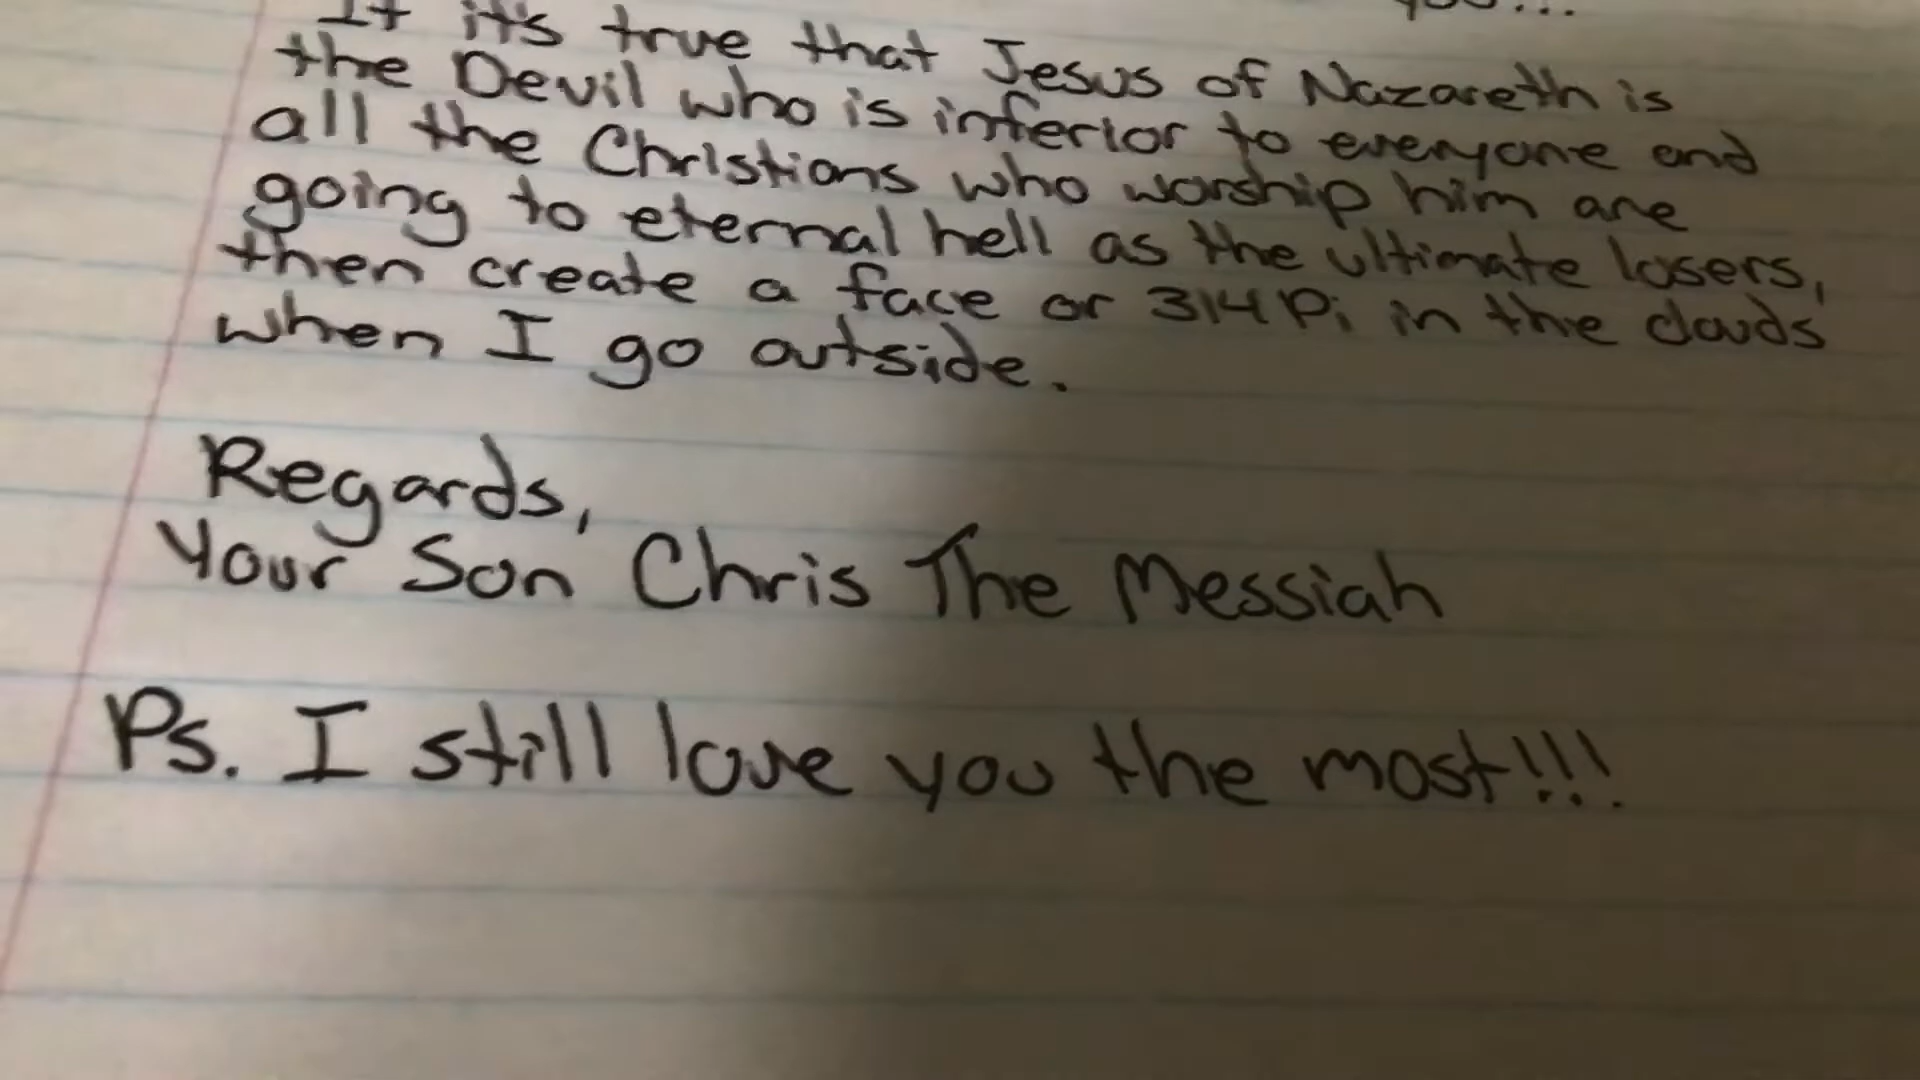 you...
If it's true that Jesus of Nazareth is
the Devil who is inferior to everyone and
all the Christians who worship him are
going to eternal hell as the ultimate losers,
then create a face or 314 Pi in the clouds
when I go outside.
Regards,
Your Son Chris The Messiah
Ps. I still love you the most!!!